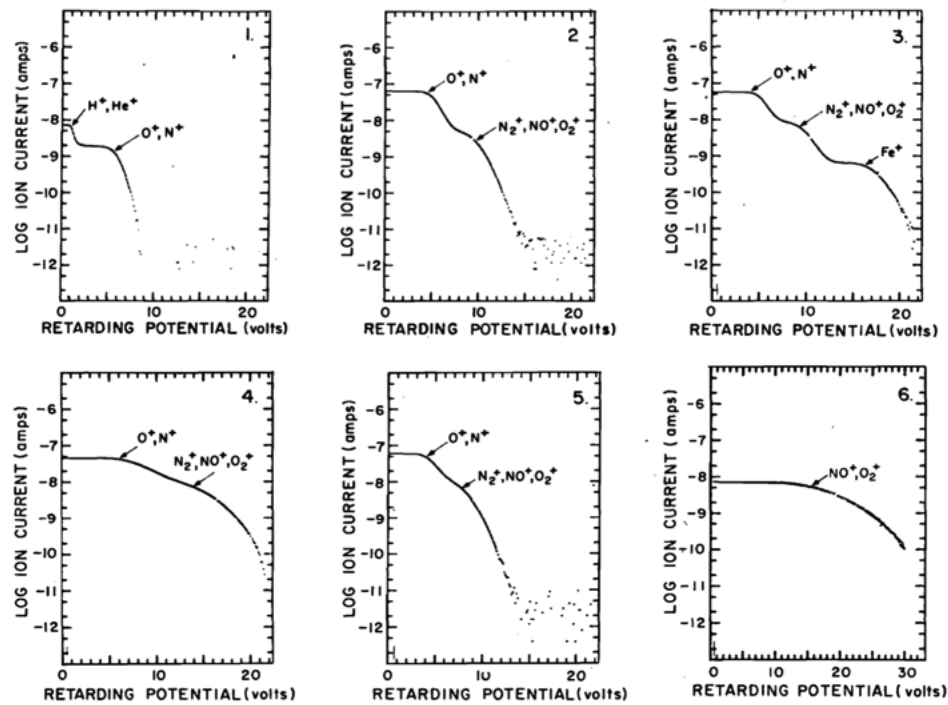 1.
LOG ION CURRENT (amps)
-6
-7
-8
-9
-10
-11
-12
H⁺, He⁺
O⁺, N⁺
0 10 20
RETARDING POTENTIAL (volts)
2
LOG ION CURRENT (amps)
-6
-7
-8
-9
-10
-11
-12
O⁺, N⁺
N₂⁺, NO⁺, O₂⁺
0 10 20
RETARDING POTENTIAL (volts)
3.
LOG ION CURRENT (amps)
-6
-7
-8
-9
-10
-11
-12
O⁺, N⁺
N₂⁺, NO⁺, O₂⁺
Fe⁺
0 10 20
RETARDING POTENTIAL (volts)
4.
LOG ION CURRENT (amps)
-6
-7
-8
-9
-10
-11
-12
O⁺, N⁺
N₂⁺, NO⁺, O₂⁺
0 10 20
RETARDING POTENTIAL (volts)
5.
LOG ION CURRENT (amps)
-6
-7
-8
-9
-10
-11
-12
O⁺, N⁺
N₂⁺, NO⁺, O₂⁺
0 10 20
RETARDING POTENTIAL (volts)
6.
LOG ION CURRENT (amps)
-6
-7
-8
-9
-10
-11
-12
NO⁺, O₂⁺
0 10 20 30
RETARDING POTENTIAL (volts)